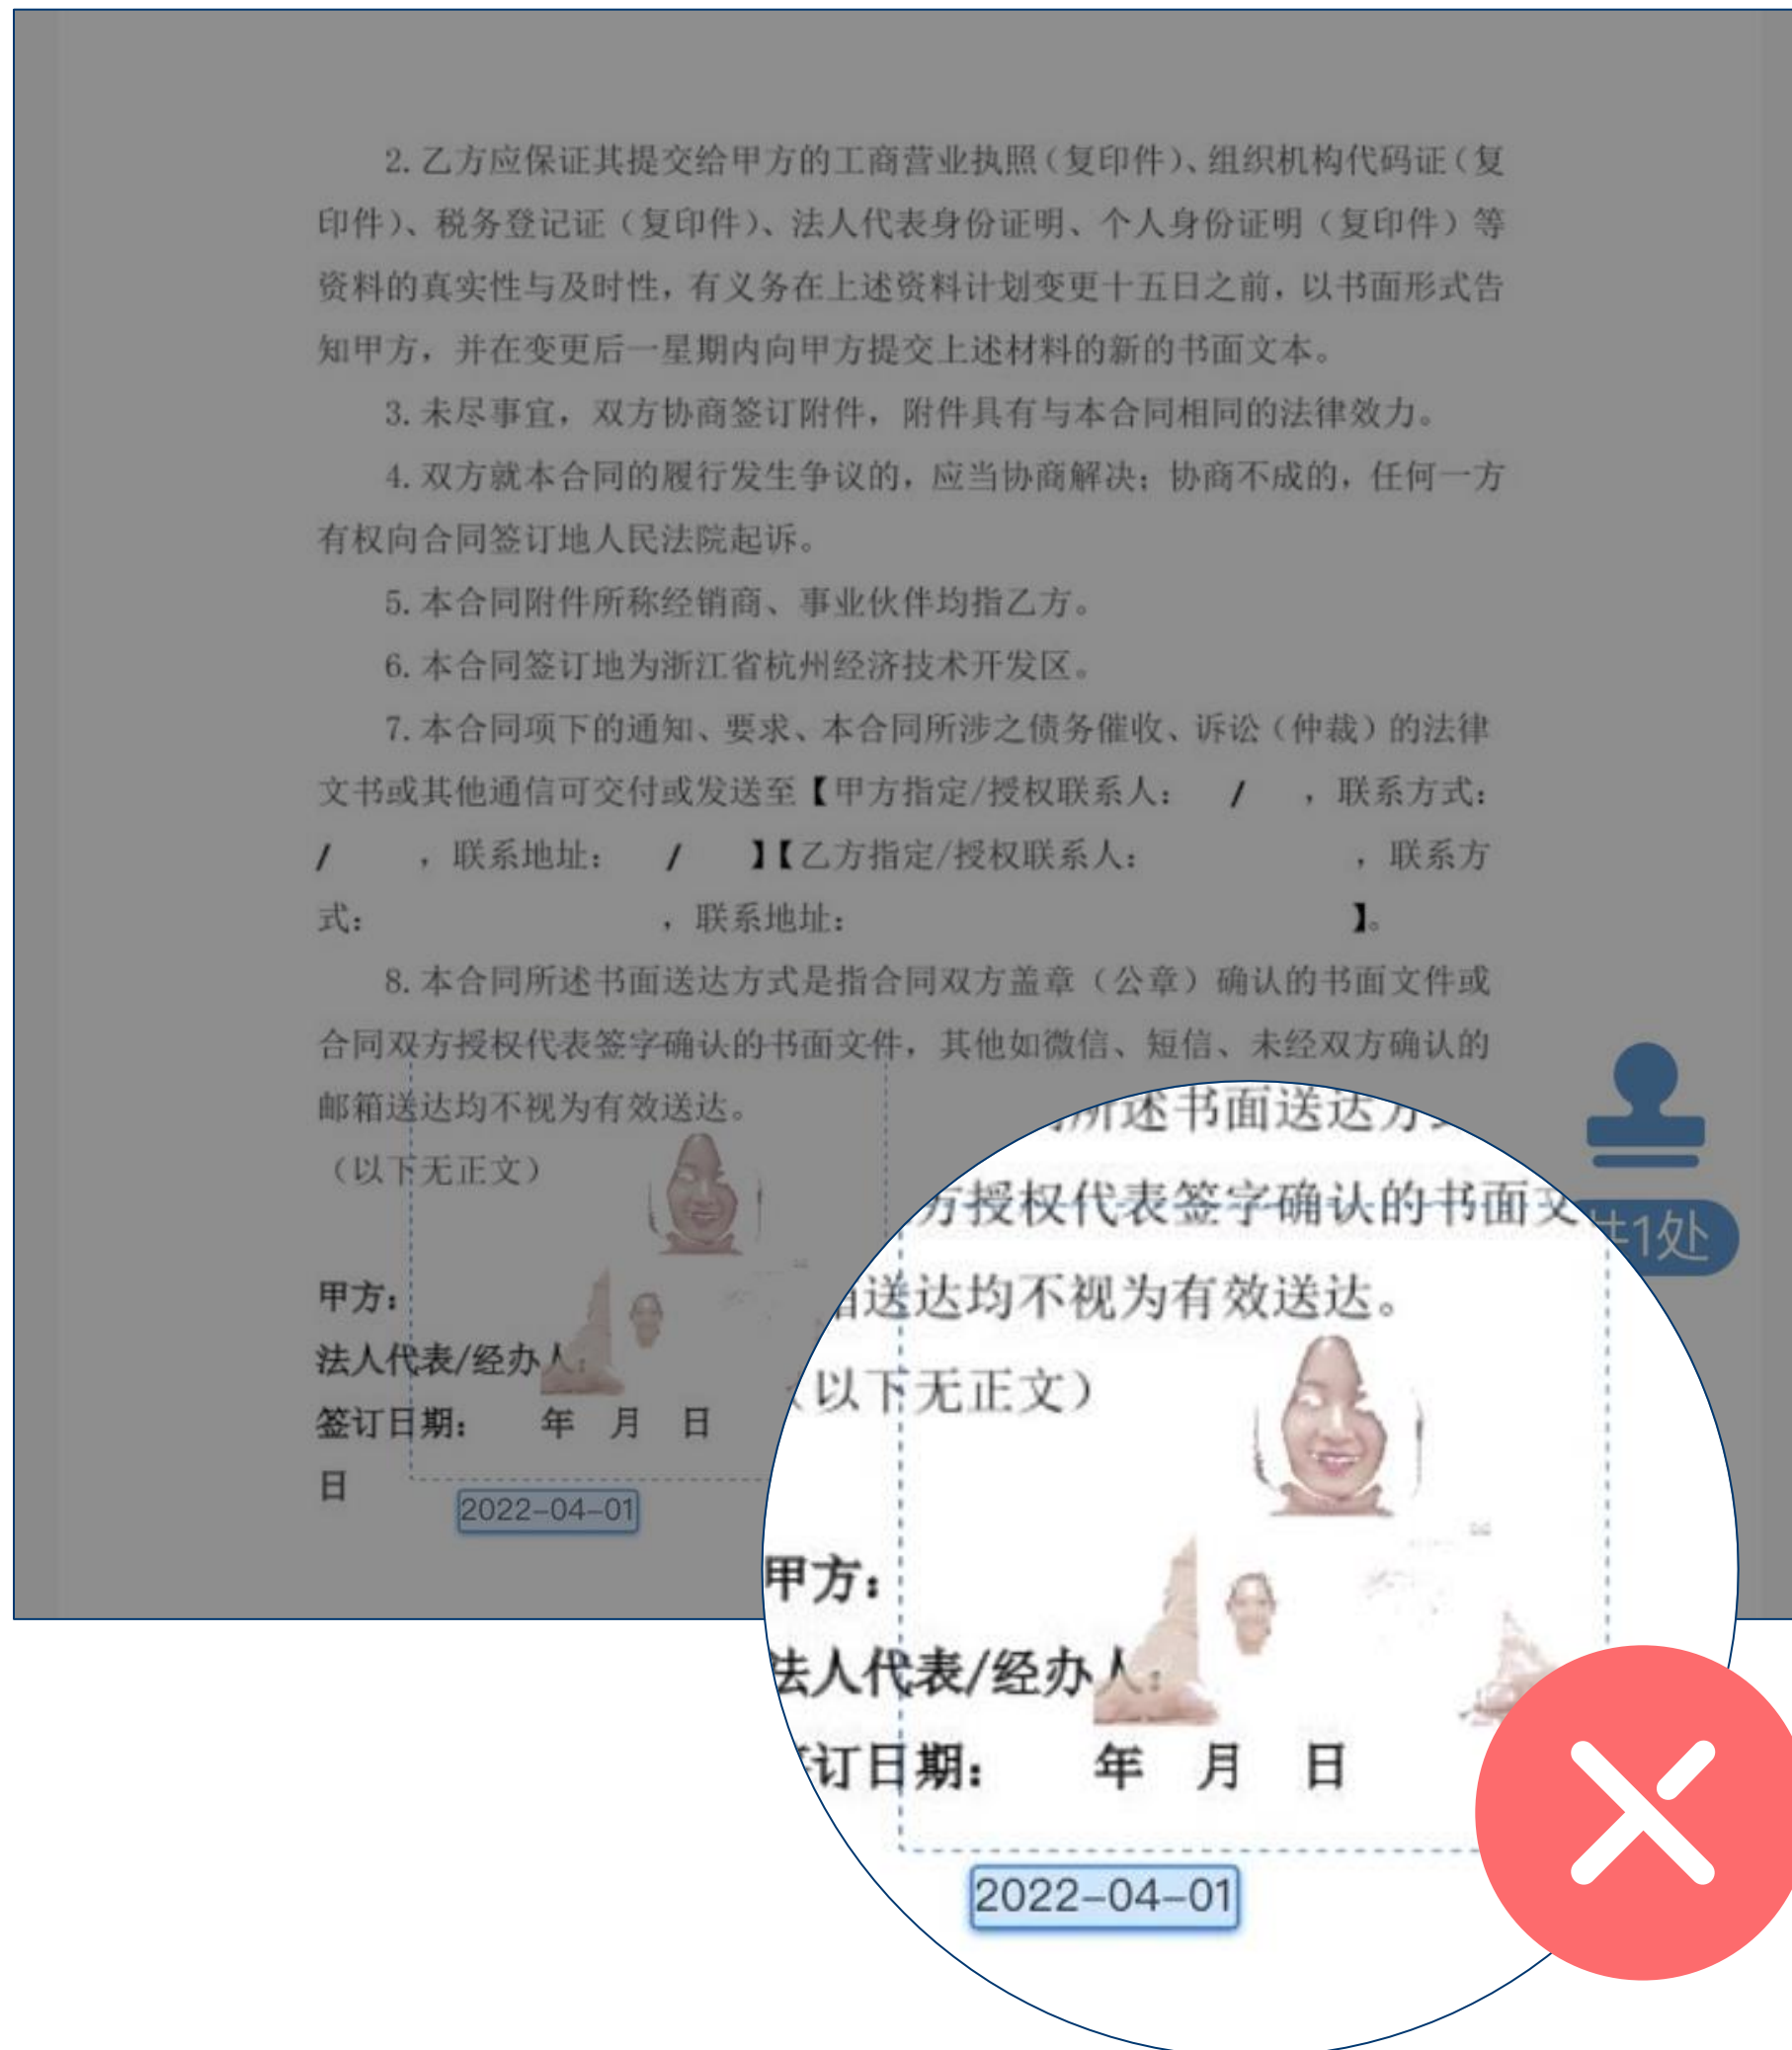 2. 乙方应保证其提交给甲方的工商营业执照（复印件）、组织机构代码证（复
印件）、税务登记证（复印件）、法人代表身份证明、个人身份证明（复印件）等
资料的真实性与及时性，有义务在上述资料计划变更十五日之前，以书面形式告
知甲方，并在变更后一星期内向甲方提交上述材料的新的书面文本。
3. 未尽事宜，双方协商签订附件，附件具有与本合同相同的法律效力。
4. 双方就本合同的履行发生争议的，应当协商解决；协商不成的，任何一方
有权向合同签订地人民法院起诉。
5. 本合同附件所称经销商、事业伙伴均指乙方。
6. 本合同签订地为浙江省杭州经济技术开发区。
7. 本合同项下的通知、要求、本合同所涉之债务催收、诉讼（仲裁）的法律
文书或其他通信可交付或发送至【甲方指定/授权联系人： / ，联系方式：
/ ，联系地址： / 】【乙方指定/授权联系人： ，联系方
式： ，联系地址： 】。
8. 本合同所述书面送达方式是指合同双方盖章（公章）确认的书面文件或
合同双方授权代表签字确认的书面文件，其他如微信、短信、未经双方确认的
邮箱送达均不视为有效送达。
（以下无正文）
甲方：
法人代表/经办人：
签订日期： 年 月 日
日
2022-04-01
共1处
所述书面送达方式
方授权代表签字确认的书面文
箱送达均不视为有效送达。
（以下无正文）
甲方：
法人代表/经办人：
签订日期： 年 月 日
2022-04-01